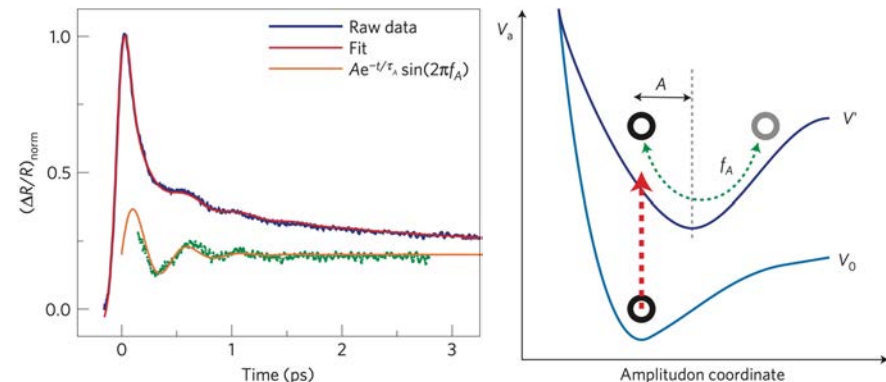 Raw data
Fit
Ae^{-t/τ_A} sin(2πf_A)
(ΔR/R)_norm
1.0
0.5
0.0
0 1 2 3
Time (ps)
V_a
A
V'
f_A
V_0
Amplitudon coordinate